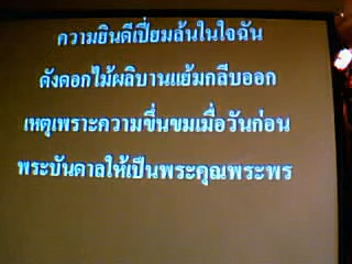 ความยินดีเปี่ยมล้นในใจฉัน
ดังดอกไม้ผลิบานแย้มกลีบออก
เหตุเพราะความขื่นขมเมื่อวันก่อน
พระบันดาลให้เป็นพระคุณพระพร